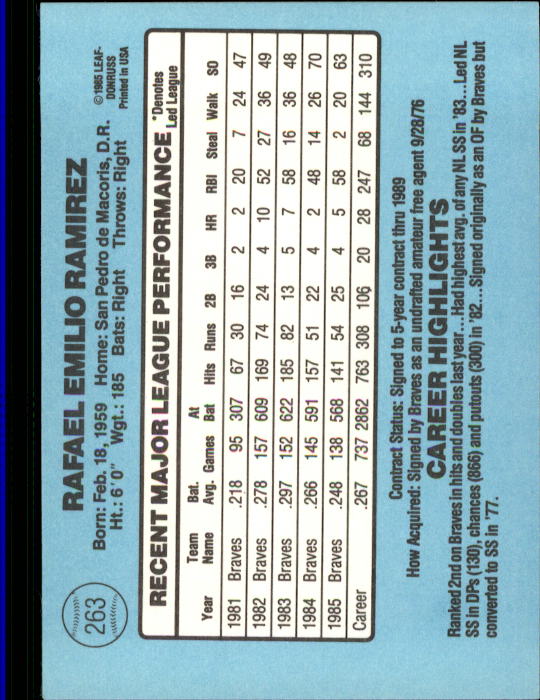 263
RAFAEL EMILIO RAMIREZ
©1985 LEAF-
DONRUSS
Printed in USA
Born: Feb. 18, 1959 Home: San Pedro de Macoris, D.R.
Ht.: 6'0" Wgt.: 185 Bats: Right Throws: Right
RECENT MAJOR LEAGUE PERFORMANCE *Denotes Led League
Year Team Name Bat. Avg. Games At Bat Hits Runs 2B 3B HR RBI Steal Walk SO
1981 Braves .218 95 307 67 30 16 2 2 20 7 24 47
1982 Braves .278 157 609 169 74 24 4 10 52 27 36 49
1983 Braves .297 152 622 185 82 13 5 7 58 16 36 48
1984 Braves .266 145 591 157 51 22 4 2 48 14 26 70
1985 Braves .248 138 568 141 54 25 4 5 58 2 20 63
Career .267 737 2862 763 308 106 20 28 247 68 144 310
Contract Status: Signed to 5-year contract thru 1989
How Acquired: Signed by Braves as an undrafted amateur free agent 9/28/76
CAREER HIGHLIGHTS
Ranked 2nd on Braves in hits and doubles last year...Had highest avg. of any NL SS in '83...Led NL
SS in DPs (130), chances (866) and putouts (300) in '82....Signed originally as an OF by Braves but
converted to SS in '77.